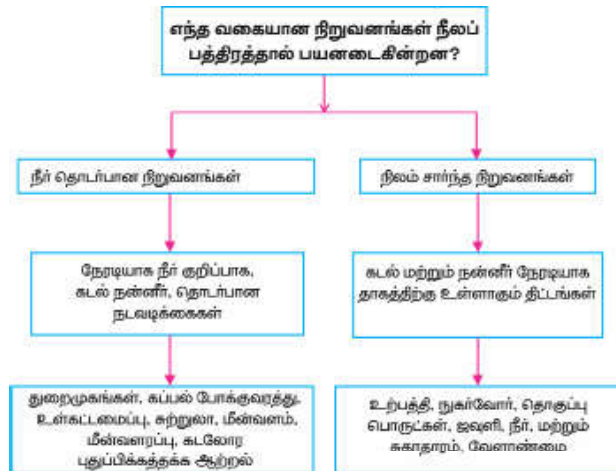 எந்த வகையான நிறுவனங்கள் நீலப்
பத்திரத்தால் பயனடைகின்றன?
நீர் தொடர்பான நிறுவனங்கள்
நிலம் சார்ந்த நிறுவனங்கள்
நேரடியாக நீர் குறிப்பாக,
கடல் நன்னீர், தொடர்பான
நடவடிக்கைகள்
கடல் மற்றும் நன்னீர் நேரடியாக
தாகத்திற்கு உள்ளாகும் திட்டங்கள்
துறைமுகங்கள், கப்பல் போக்குவரத்து,
உள்கட்டமைப்பு, சுற்றுலா, மீன்வளம்,
மீன்வளரப்பு, கடலோர
புதுப்பிக்கத்தக்க ஆற்றல்
உற்பத்தி, நுகர்வோர், தொகுப்பு
பொருட்கள், ஜவுளி, நீர், மற்றும்
சுகாதாரம், வேளாண்மை